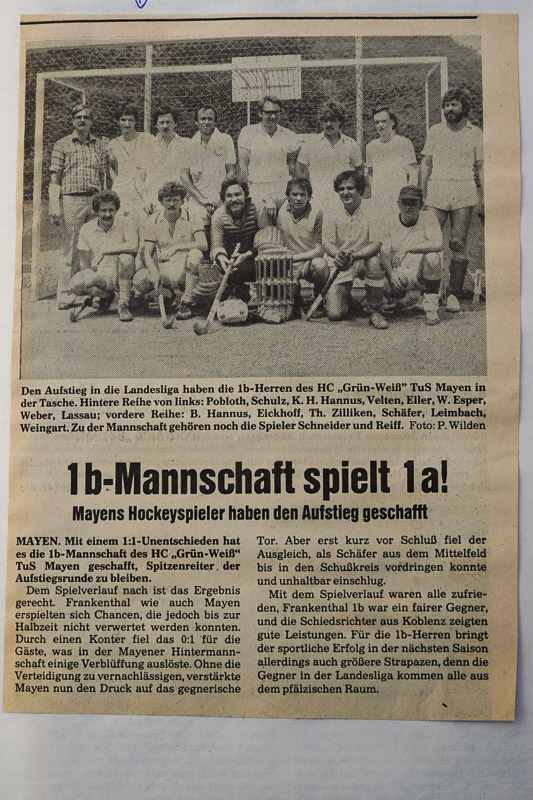 Den Aufstieg in die Landesliga haben die 1b-Herren des HC „Grün-Weiß” TuS Mayen in
der Tasche. Hintere Reihe von links: Pobloth, Schulz, K. H. Hannus, Velten, Eller, W. Esper,
Weber, Lassau; vordere Reihe: B. Hannus, Eickhoff, Th. Zilliken, Schäfer, Leimbach,
Weingart. Zu der Mannschaft gehören noch die Spieler Schneider und Reiff. Foto: P. Wilden
1b-Mannschaft spielt 1a!
Mayens Hockeyspieler haben den Aufstieg geschafft
MAYEN. Mit einem 1:1-Unentschieden hat
es die 1b-Mannschaft des HC „Grün-Weiß”
TuS Mayen geschafft, Spitzenreiter der
Aufstiegsrunde zu bleiben.
Dem Spielverlauf nach ist das Ergebnis
gerecht. Frankenthal wie auch Mayen
erspielten sich Chancen, die jedoch bis zur
Halbzeit nicht verwertet werden konnten.
Durch einen Konter fiel das 0:1 für die
Gäste, was in der Mayener Hintermann-
schaft einige Verblüffung auslöste. Ohne die
Verteidigung zu vernachlässigen, verstärkte
Mayen nun den Druck auf das gegnerische
Tor. Aber erst kurz vor Schluß fiel der
Ausgleich, als Schäfer aus dem Mittelfeld
bis in den Schußkreis vordringen konnte
und unhaltbar einschlug.
Mit dem Spielverlauf waren alle zufrie-
den, Frankenthal 1b war ein fairer Gegner,
und die Schiedsrichter aus Koblenz zeigten
gute Leistungen. Für die 1b-Herren bringt
der sportliche Erfolg in der nächsten Saison
allerdings auch größere Strapazen, denn die
Gegner in der Landesliga kommen alle aus
dem pfälzischen Raum.